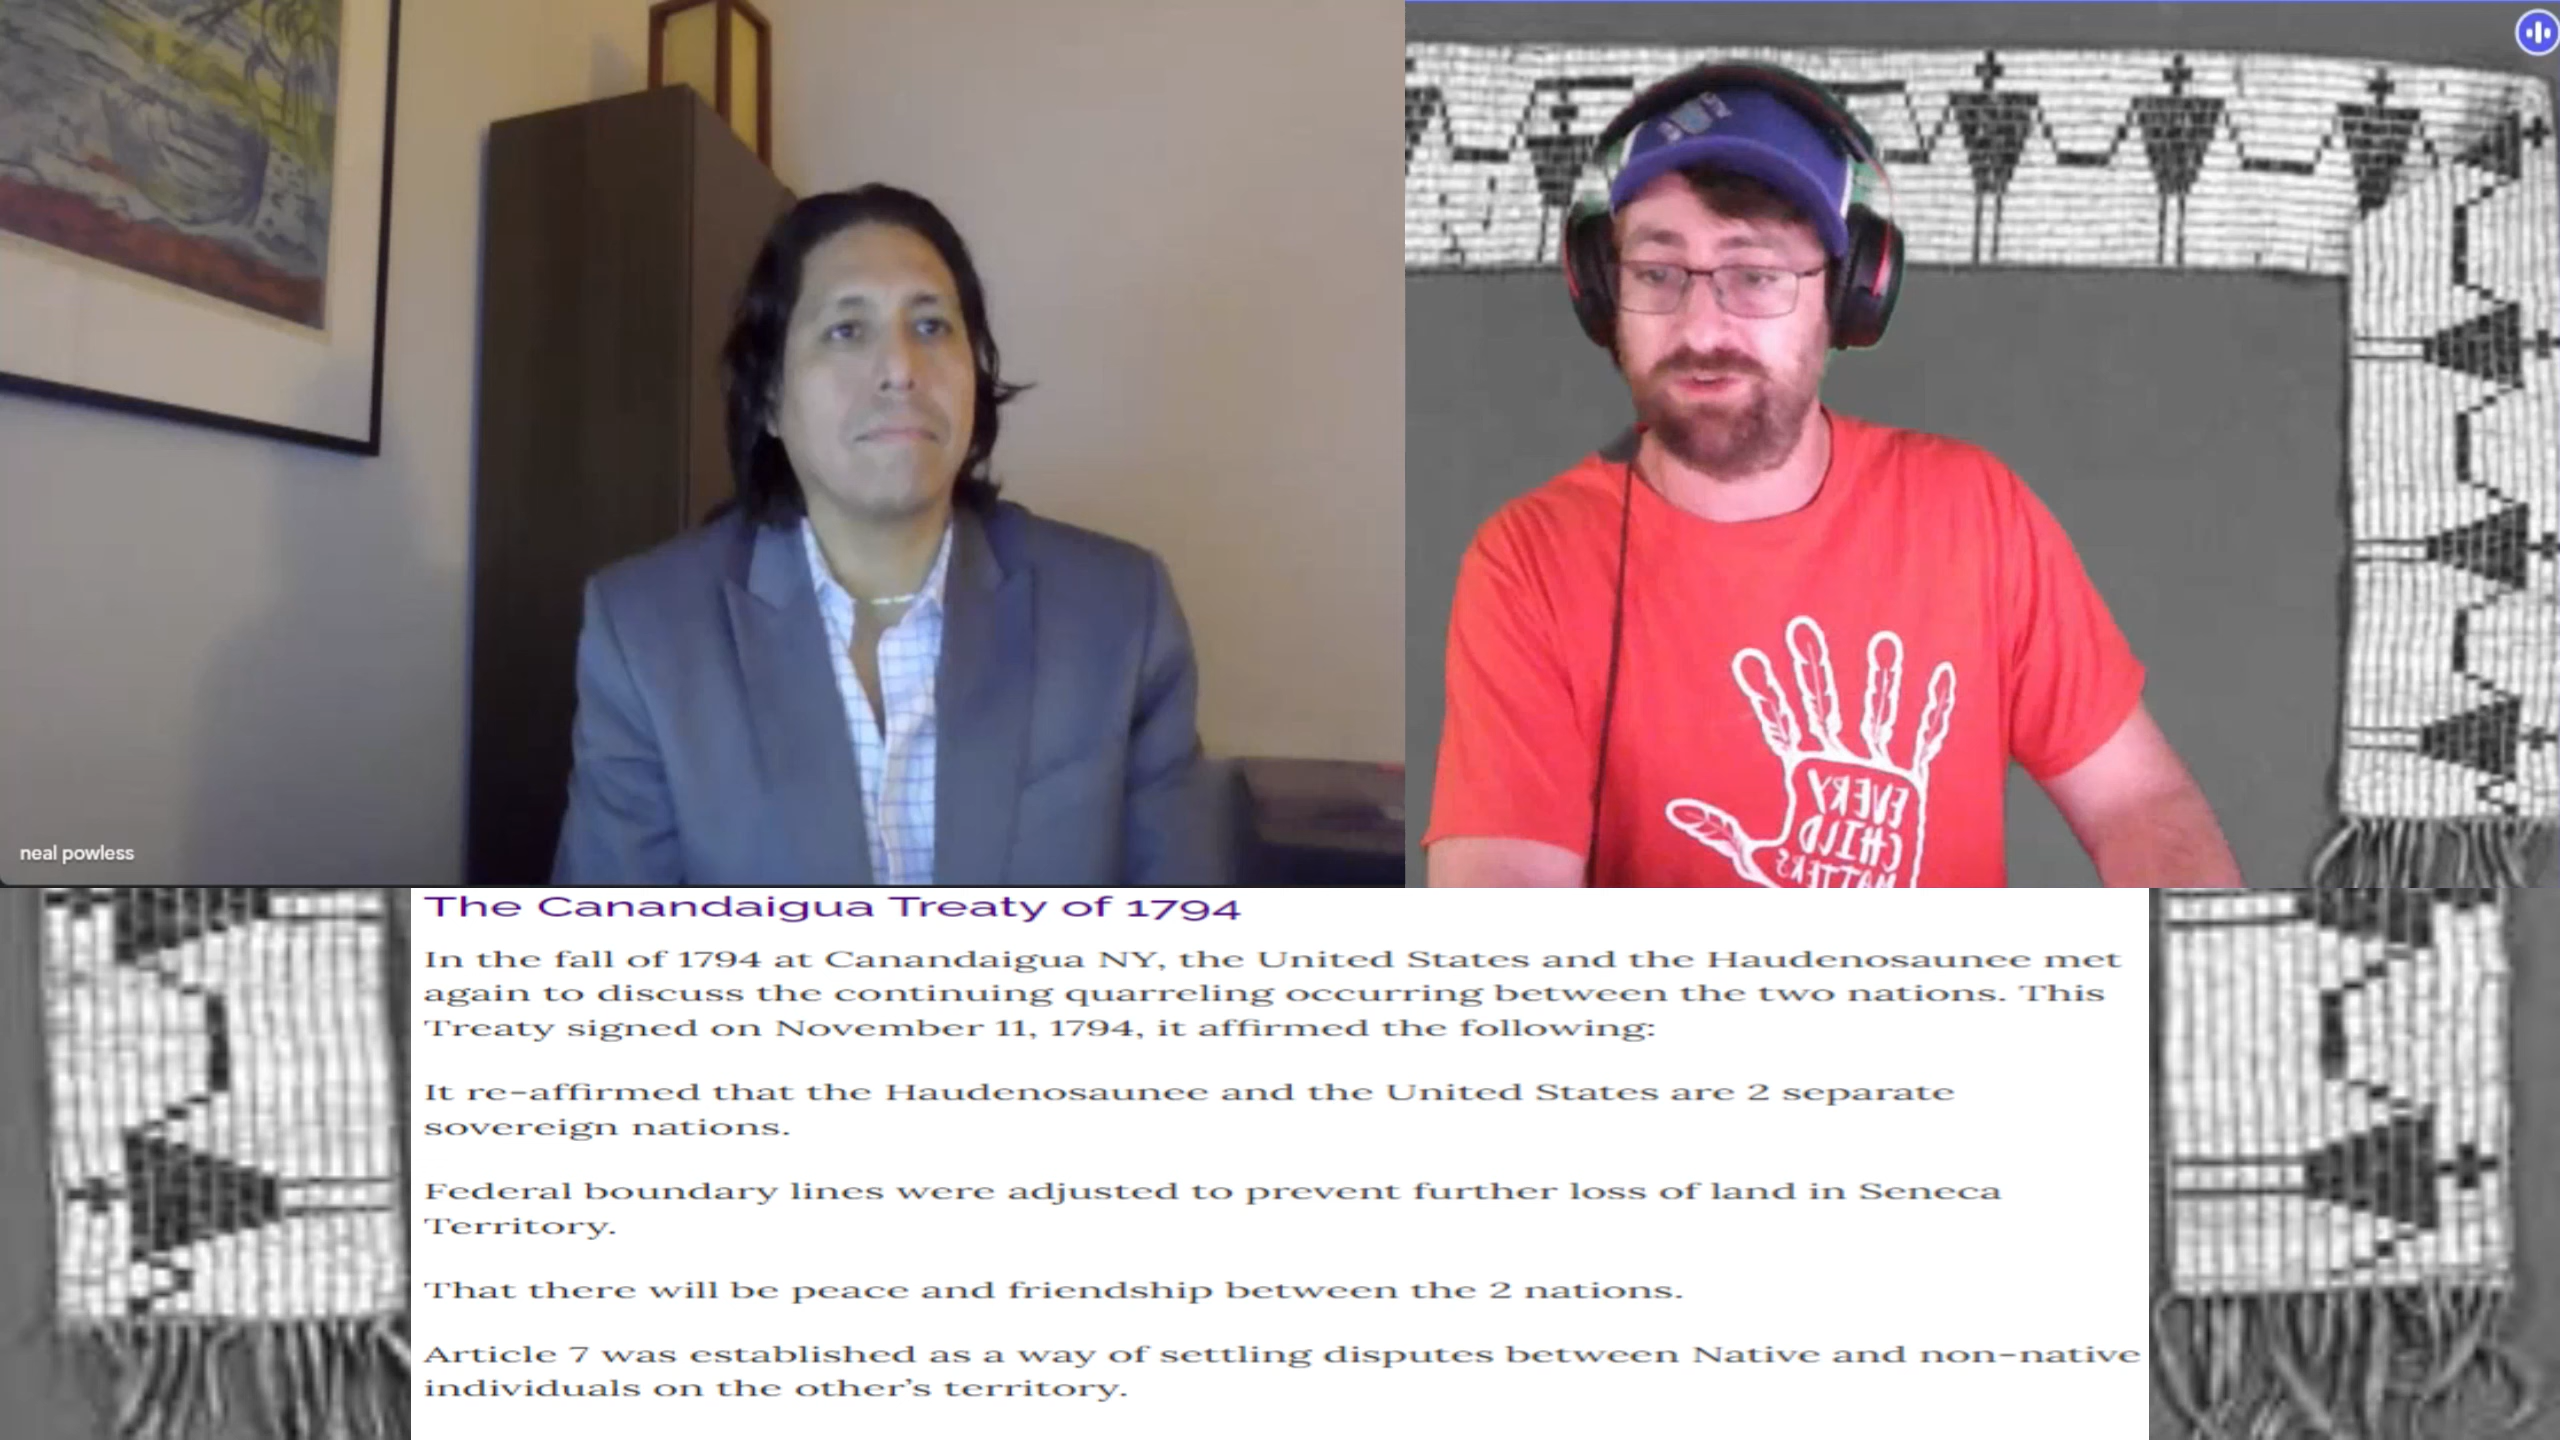 neal powless
EVERY
CHILD
MATTERS
The Canandaigua Treaty of 1794
In the fall of 1794 at Canandaigua NY, the United States and the Haudenosaunee met
again to discuss the continuing quarreling occurring between the two nations. This
Treaty signed on November 11, 1794, it affirmed the following:
It re-affirmed that the Haudenosaunee and the United States are 2 separate
sovereign nations.
Federal boundary lines were adjusted to prevent further loss of land in Seneca
Territory.
That there will be peace and friendship between the 2 nations.
Article 7 was established as a way of settling disputes between Native and non-native
individuals on the other's territory.